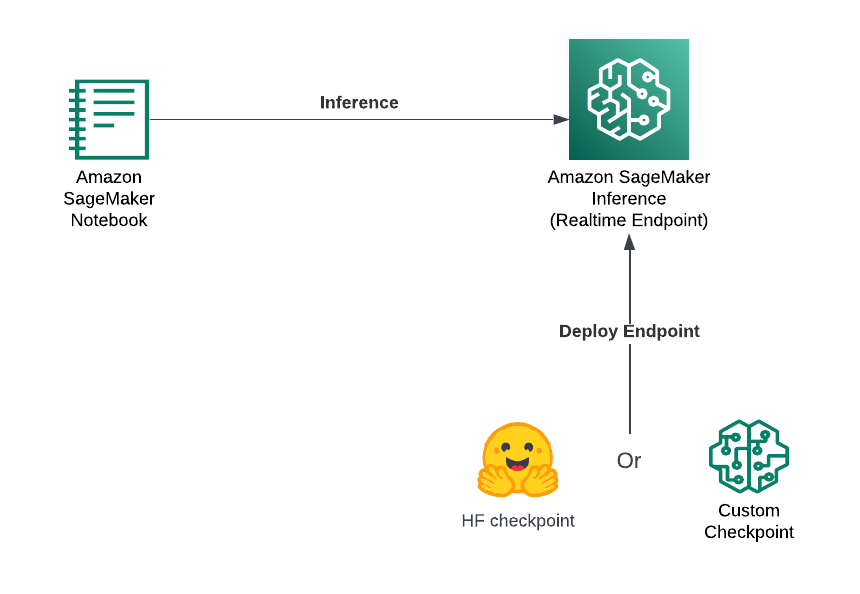 Inference
Amazon
SageMaker
Notebook
Amazon SageMaker
Inference
(Realtime Endpoint)
Deploy Endpoint
Or
HF checkpoint
Custom
Checkpoint